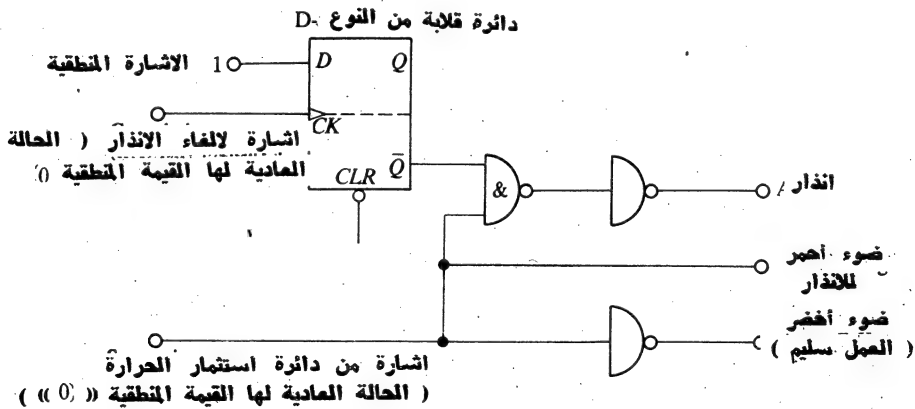 دائرة قلابة من النوع D-
الاشارة المنطقية 1
D Q
CK
اشارة لالغاء الانذار ( الحالة
العادية لها القيمة المنطقية 0
CLR Q̄
&
انذار
ضوء أحمر
للانذار
ضوء أخضر
( العمل سليم )
اشارة من دائرة استثمار الحرارة
( الحالة العادية لها القيمة المنطقية (( 0 )) )